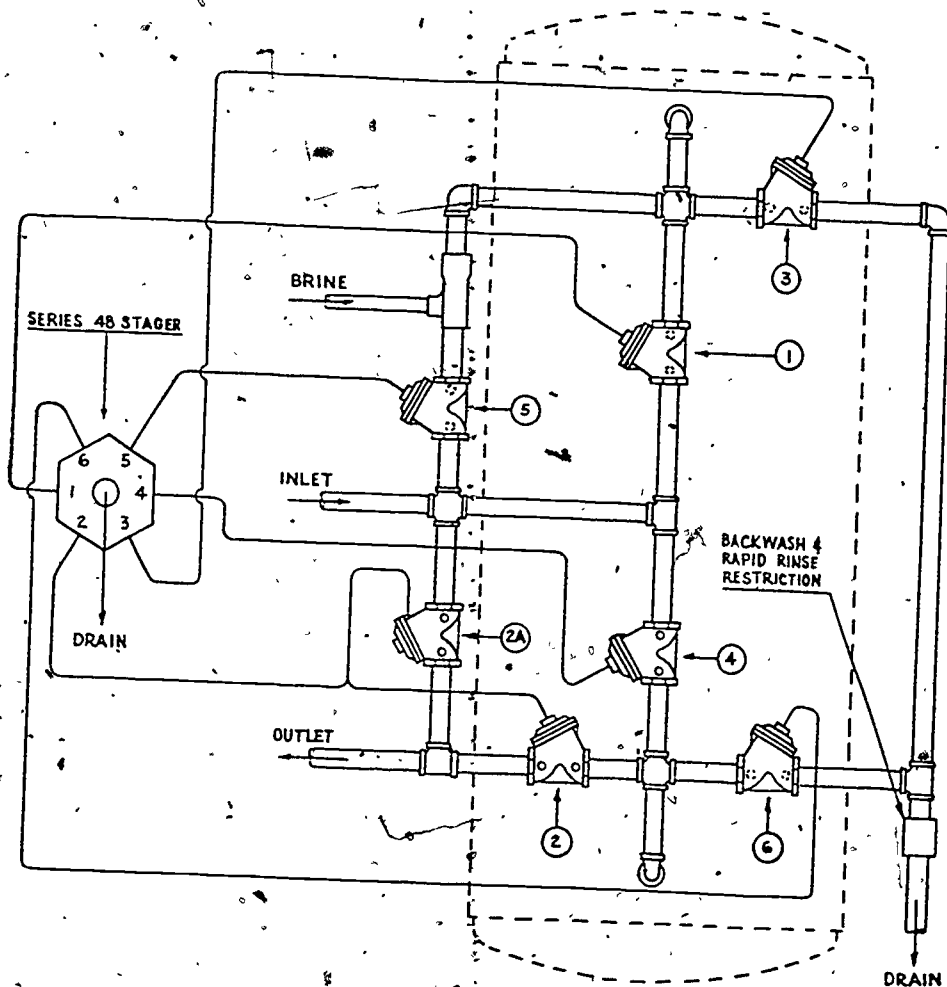 3
BRINE
SERIES 48 STAGER
1
5
6 5
1 4
2 3
INLET
BACKWASH &
RAPID RINSE
RESTRICTION
DRAIN
2A
4
OUTLET
2
6
DRAIN